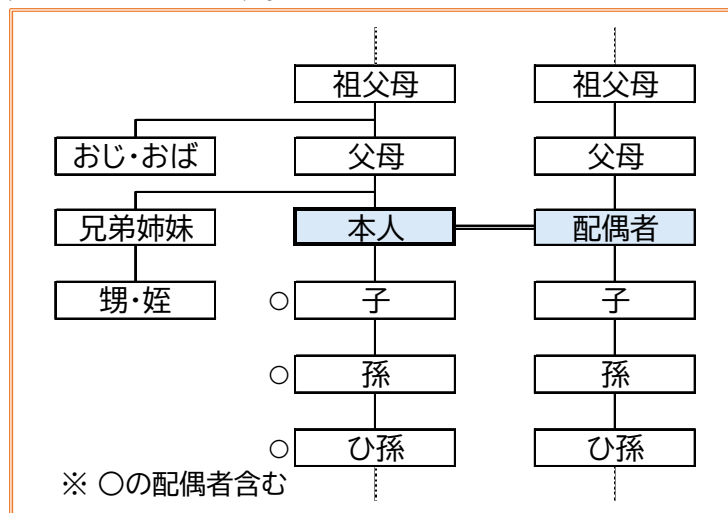 祖父母 祖父母
おじ・おば 父母 父母
兄弟姉妹 本人 配偶者
甥・姪 ○ 子 子
○ 孫 孫
○ ひ孫 ひ孫
※ ○の配偶者含む